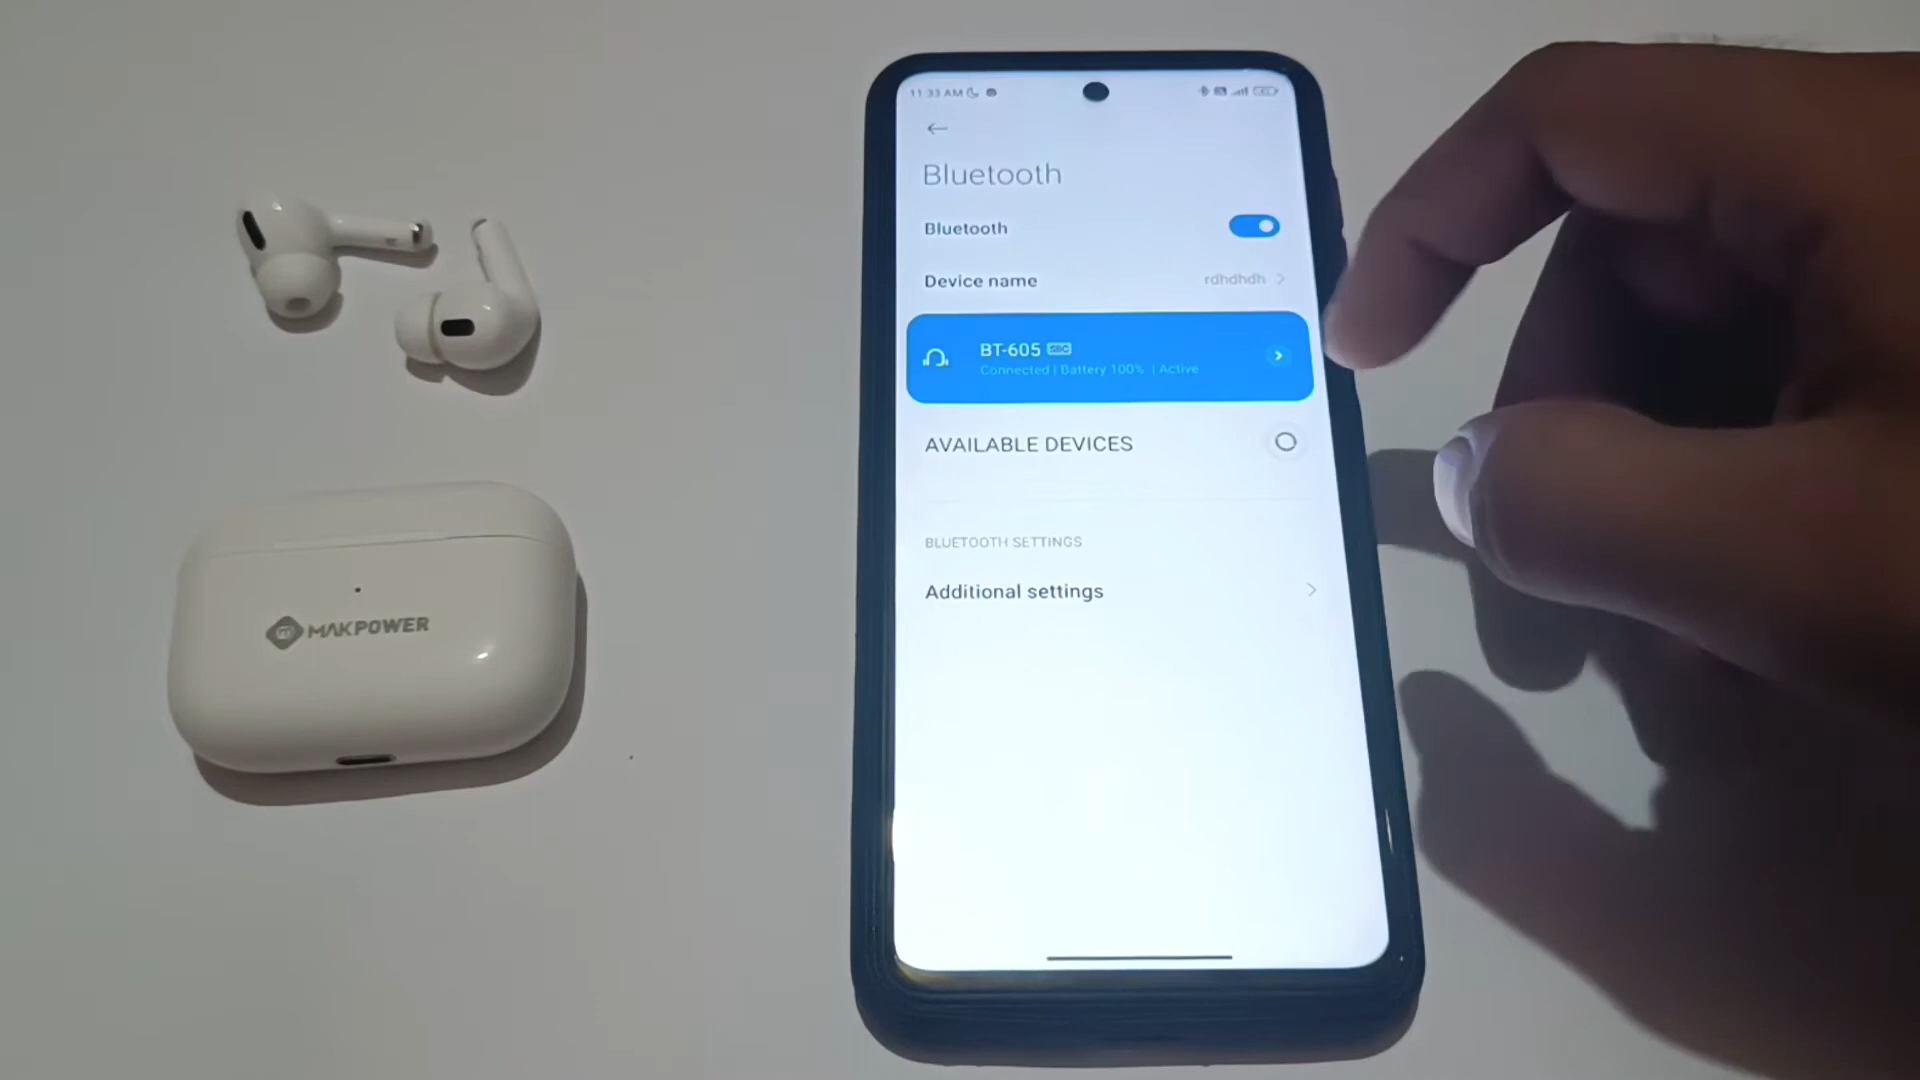 11:33 AM
Bluetooth
Bluetooth
Device name rdhdhdh
BT-605 SBC
Connected | Battery 100% | Active
AVAILABLE DEVICES
BLUETOOTH SETTINGS
Additional settings
MAKPOWER